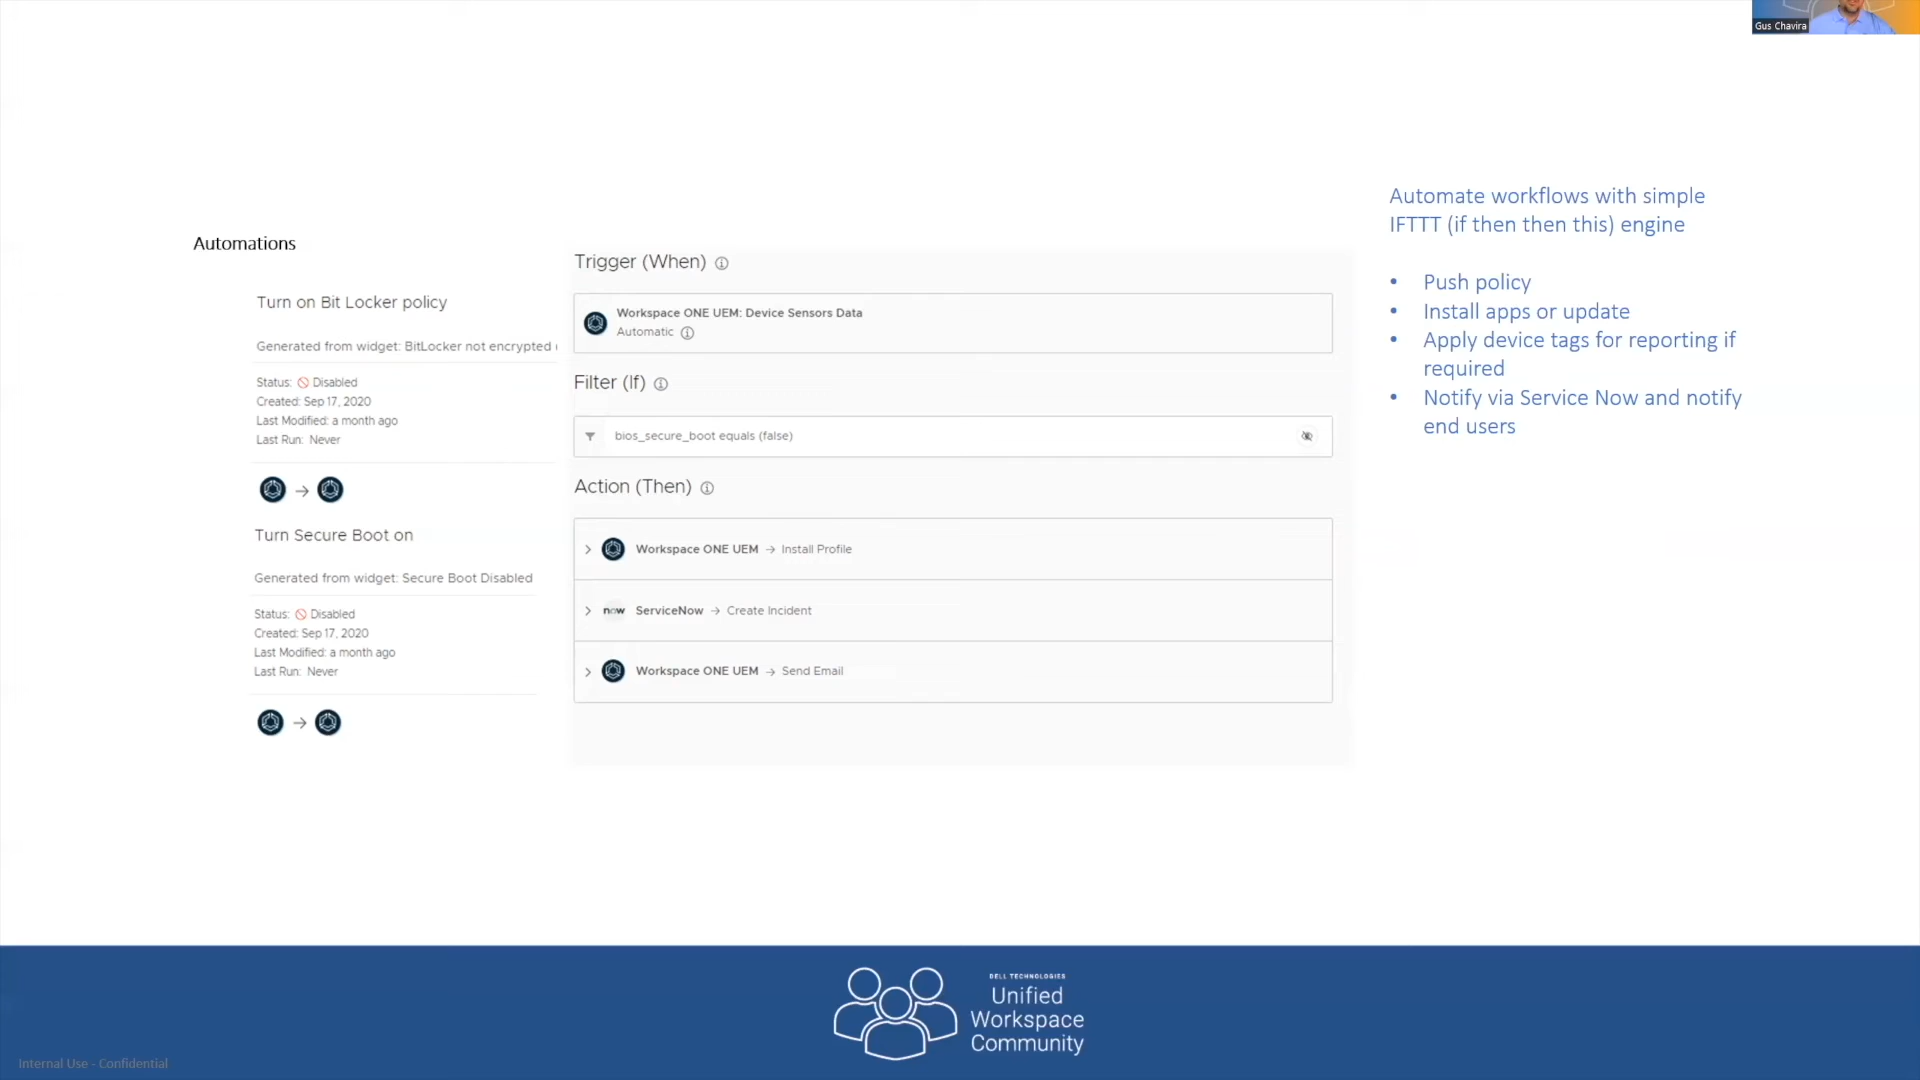 Gus Chavira
Automations
Turn on Bit Locker policy
Generated from widget: BitLocker not encrypted
Status: Disabled
Created: Sep 17, 2020
Last Modified: a month ago
Last Run: Never
Turn Secure Boot on
Generated from widget: Secure Boot Disabled
Status: Disabled
Created: Sep 17, 2020
Last Modified: a month ago
Last Run: Never
Trigger (When)
Workspace ONE UEM: Device Sensors Data
Automatic
Filter (If)
bios_secure_boot equals (false)
Action (Then)
Workspace ONE UEM → Install Profile
now ServiceNow → Create Incident
Workspace ONE UEM → Send Email
Automate workflows with simple
IFTTT (if then then this) engine
• Push policy
• Install apps or update
• Apply device tags for reporting if
required
• Notify via Service Now and notify
end users
DELL TECHNOLOGIES
Unified
Workspace
Community
Internal Use - Confidential